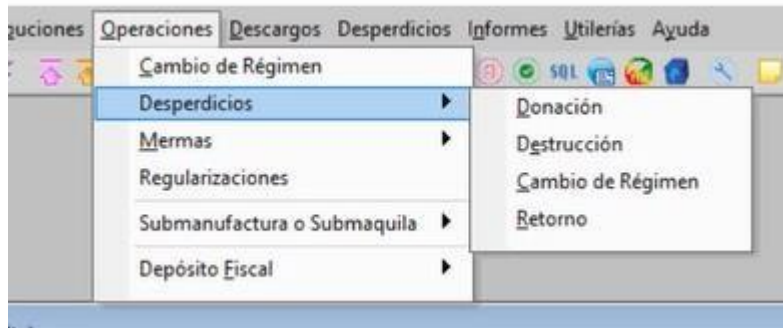 Operaciones Descargos Desperdicios Informes Utilerías Ayuda
Cambio de Régimen
SQL
Desperdicios
Donación
Mermas
Destrucción
Regularizaciones
Cambio de Régimen
Submanufactura o Submaquila
Retorno
Depósito Fiscal